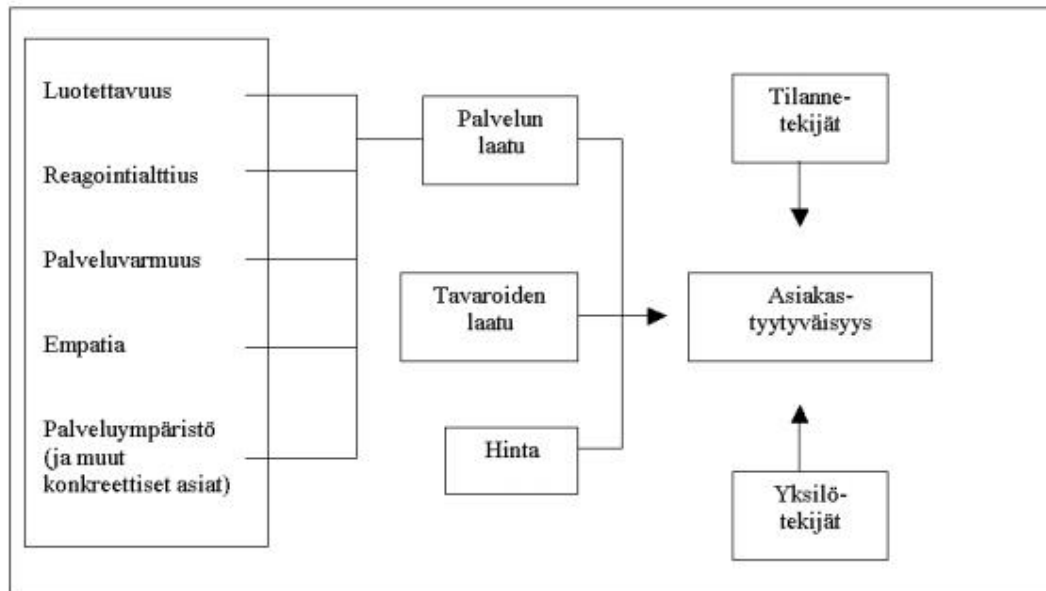 Luotettavuus
Reagointialttius
Palveluvarmuus
Empatia
Palveluympäristö
(ja muut
konkreettiset asiat)
Palvelun
laatu
Tavaroiden
laatu
Hinta
Tilanne-
tekijät
Asiakas-
tyytyväisyys
Yksilö-
tekijät